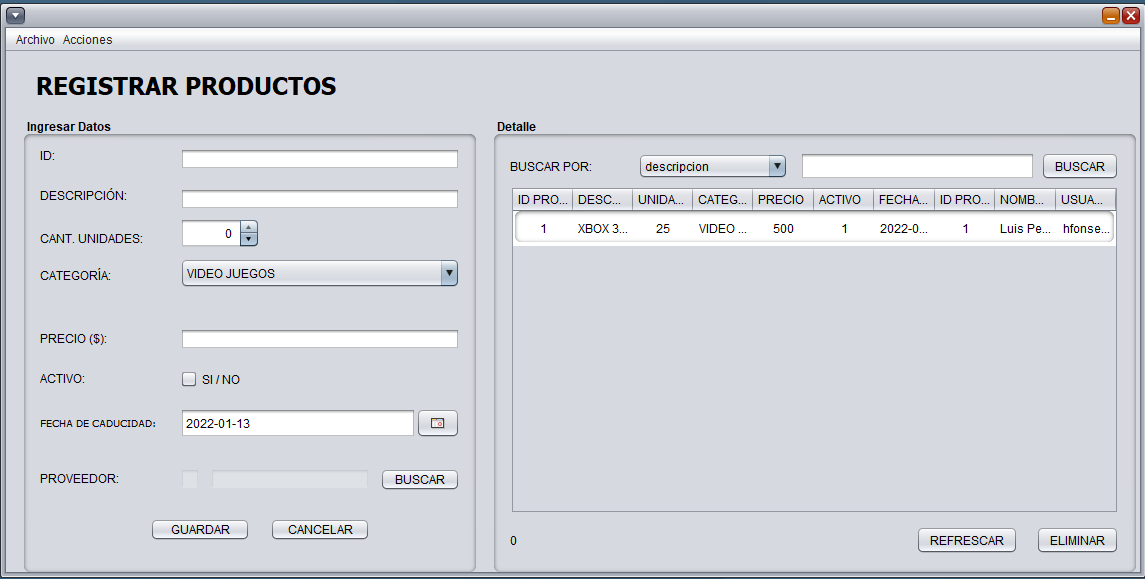 Archivo Acciones
REGISTRAR PRODUCTOS
Ingresar Datos
ID:
DESCRIPCIÓN:
CANT. UNIDADES: 0
CATEGORÍA: VIDEO JUEGOS
PRECIO ($):
ACTIVO: SI / NO
FECHA DE CADUCIDAD: 2022-01-13
PROVEEDOR: BUSCAR
GUARDAR CANCELAR
Detalle
BUSCAR POR: descripcion BUSCAR
ID PRO... DESC... UNIDA... CATEG... PRECIO ACTIVO FECHA... ID PRO... NOMB... USUA...
1 XBOX 3... 25 VIDEO ... 500 1 2022-0... 1 Luis Pe... hfonse...
0 REFRESCAR ELIMINAR